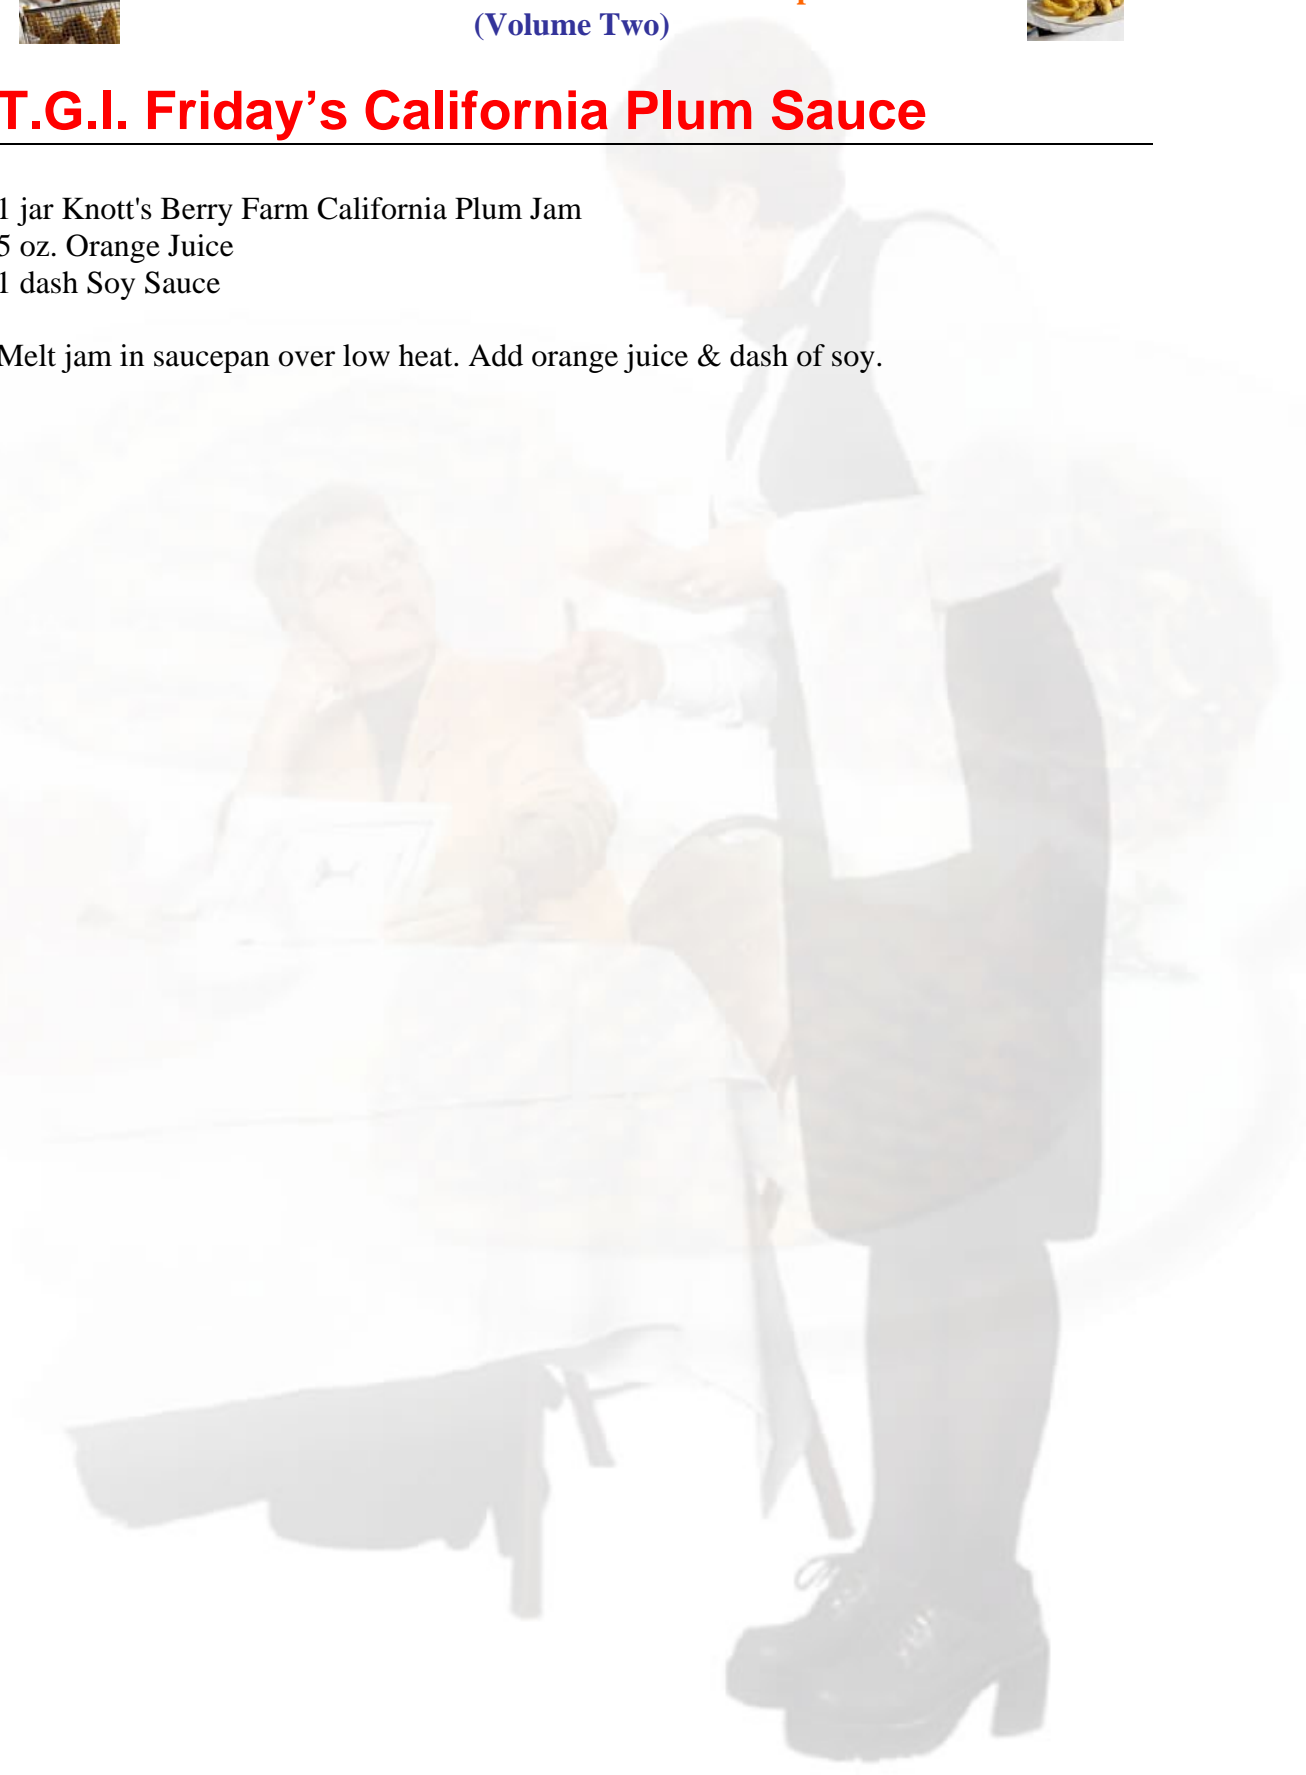 (Volume Two)
T.G.I. Friday’s California Plum Sauce
1 jar Knott's Berry Farm California Plum Jam
5 oz. Orange Juice
1 dash Soy Sauce
Melt jam in saucepan over low heat. Add orange juice & dash of soy.